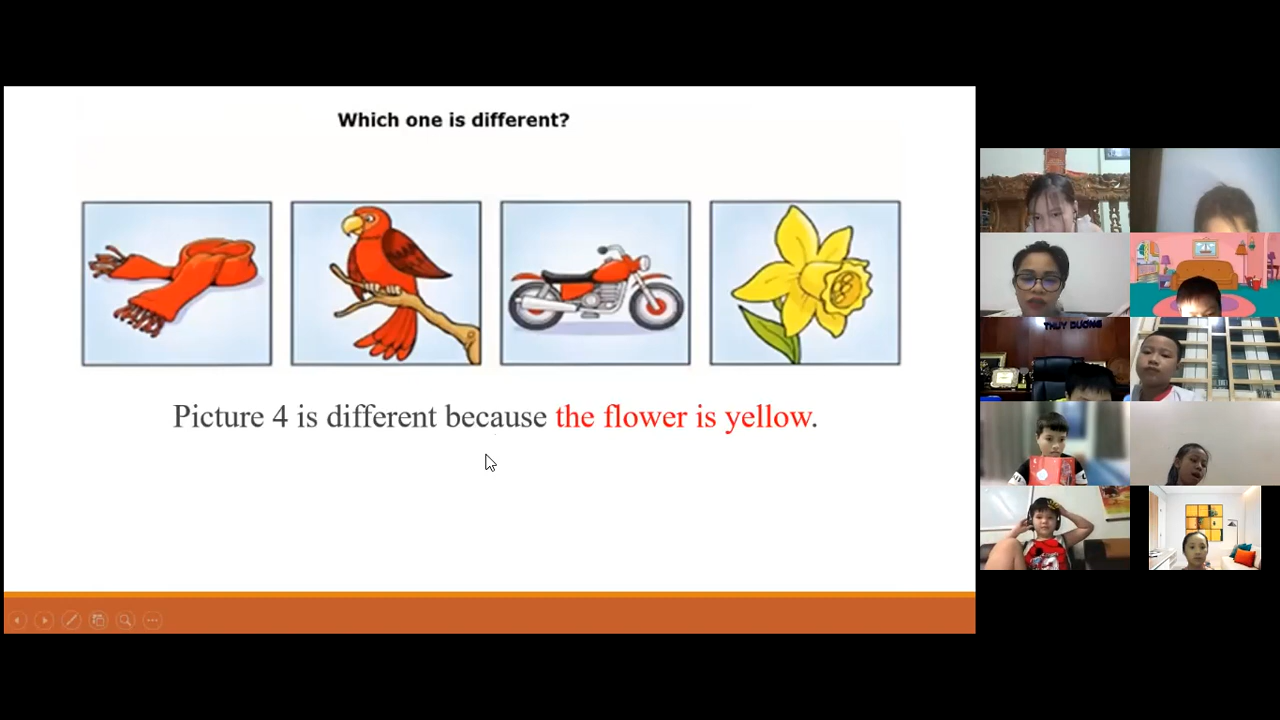 Which one is different?
Picture 4 is different because the flower is yellow.
THUY DUONG